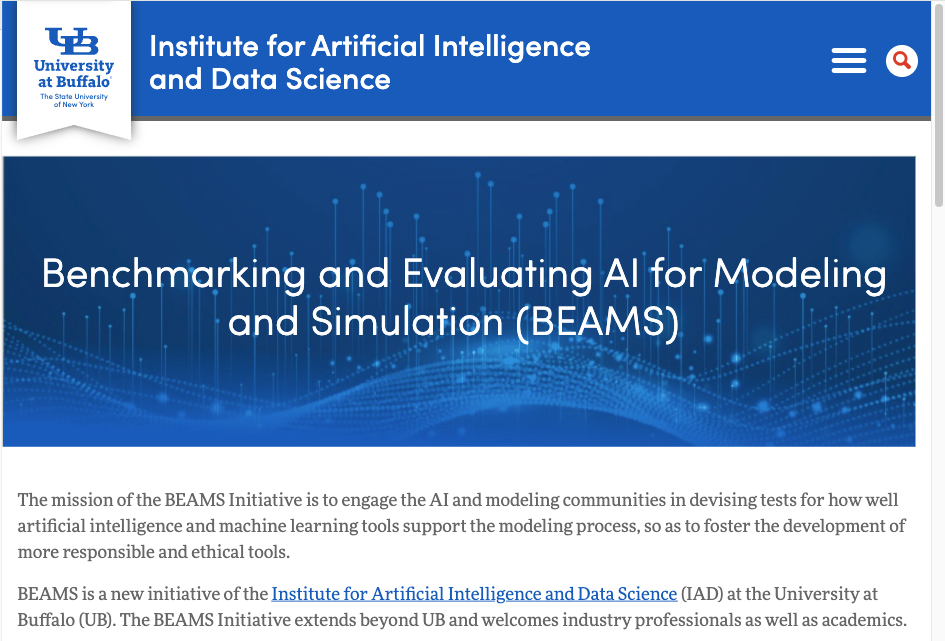 University
at Buffalo
The State University
of New York
Institute for Artificial Intelligence
and Data Science
Benchmarking and Evaluating AI for Modeling
and Simulation (BEAMS)
The mission of the BEAMS Initiative is to engage the AI and modeling communities in devising tests for how well
artificial intelligence and machine learning tools support the modeling process, so as to foster the development of
more responsible and ethical tools.
BEAMS is a new initiative of the Institute for Artificial Intelligence and Data Science (IAD) at the University at
Buffalo (UB). The BEAMS Initiative extends beyond UB and welcomes industry professionals as well as academics.